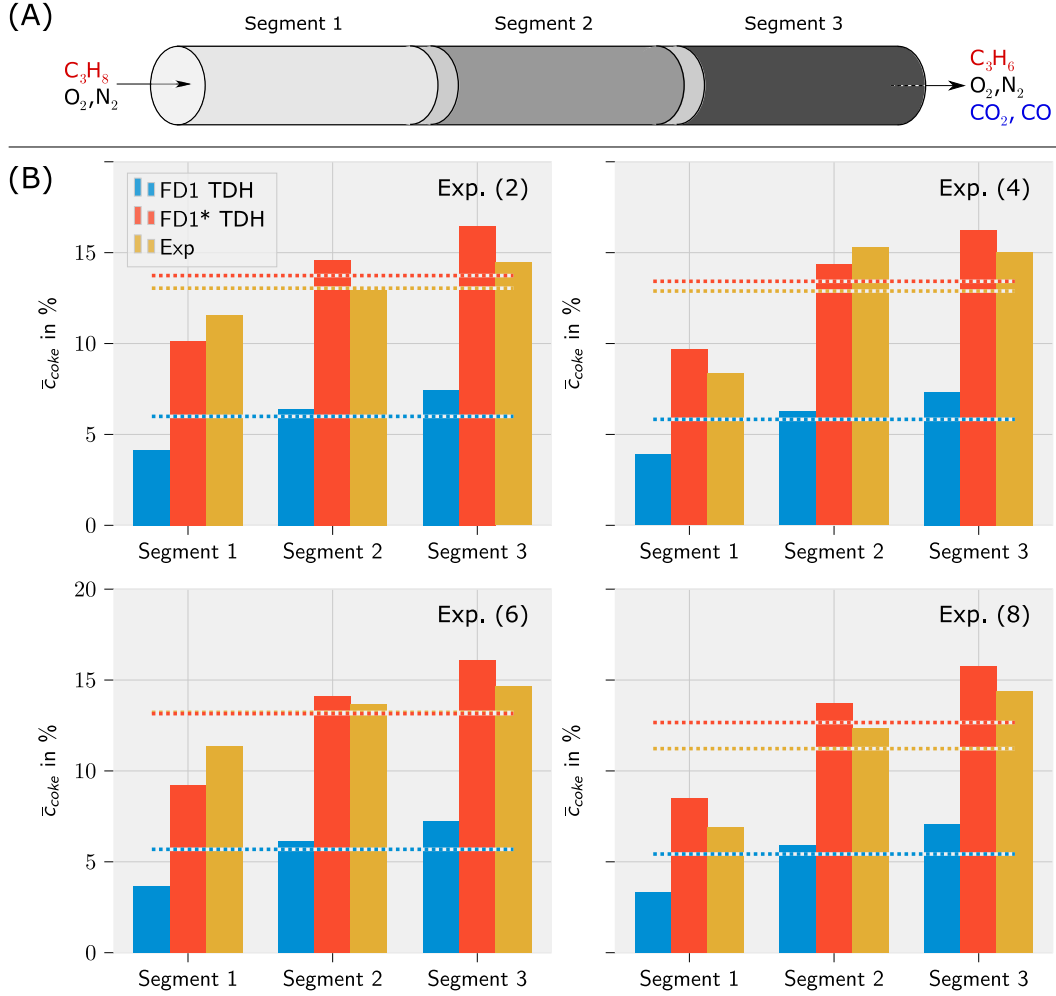 (A)
Segment 1 Segment 2 Segment 3
C₃H₈
O₂,N₂
C₃H₆
O₂,N₂
CO₂, CO
(B)
FD1 TDH
FD1* TDH
Exp
Exp. (2)
15
10
5
0
c̄coke in %
Segment 1 Segment 2 Segment 3
Exp. (4)
c̄coke in %
Segment 1 Segment 2 Segment 3
Exp. (6)
20
15
10
5
0
c̄coke in %
Segment 1 Segment 2 Segment 3
Exp. (8)
c̄coke in %
Segment 1 Segment 2 Segment 3